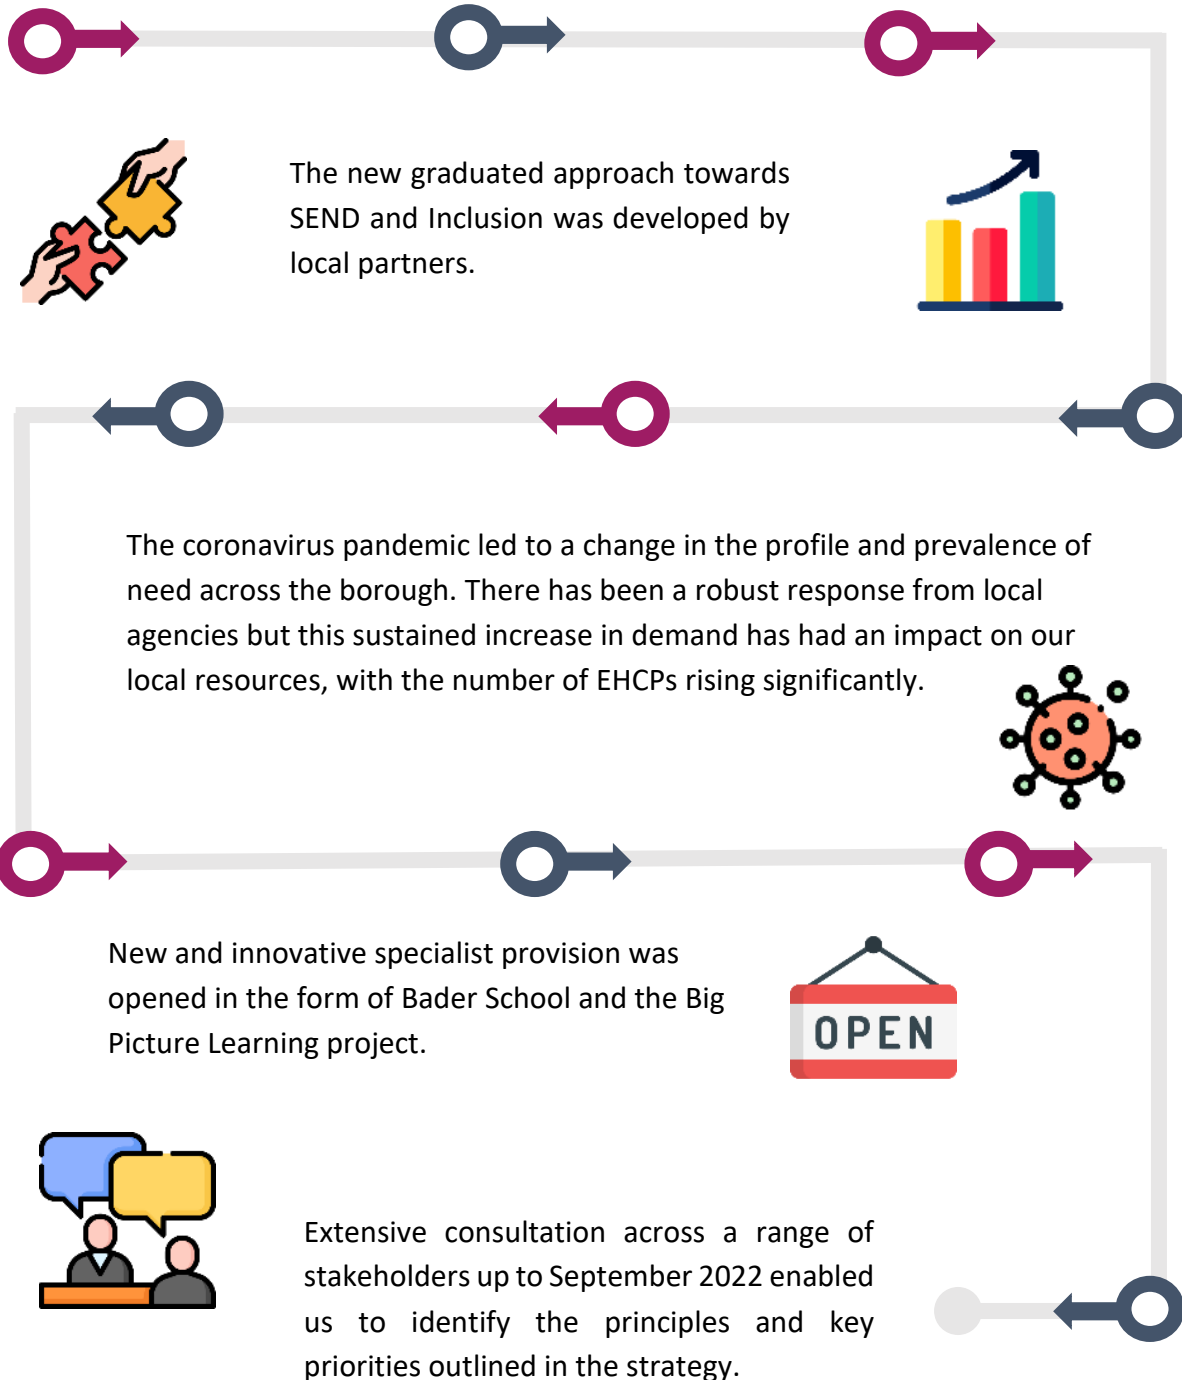 The new graduated approach towards
SEND and Inclusion was developed by
local partners.
The coronavirus pandemic led to a change in the profile and prevalence of
need across the borough. There has been a robust response from local
agencies but this sustained increase in demand has had an impact on our
local resources, with the number of EHCPs rising significantly.
New and innovative specialist provision was
opened in the form of Bader School and the Big
Picture Learning project.
OPEN
Extensive consultation across a range of
stakeholders up to September 2022 enabled
us to identify the principles and key
priorities outlined in the strategy.